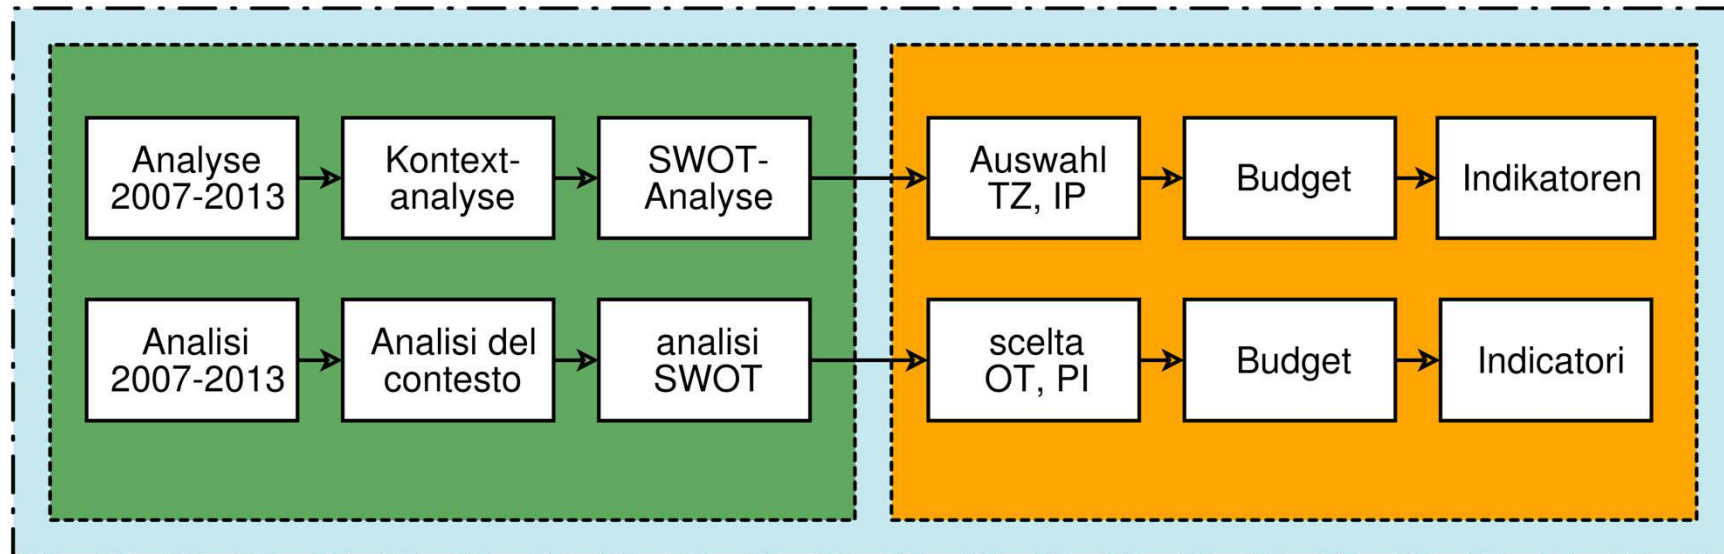 Analyse
2007-2013
Kontext-
analyse
SWOT-
Analyse
Auswahl
TZ, IP
Budget
Indikatoren
Analisi
2007-2013
Analisi del
contesto
analisi
SWOT
scelta
OT, PI
Budget
Indicatori